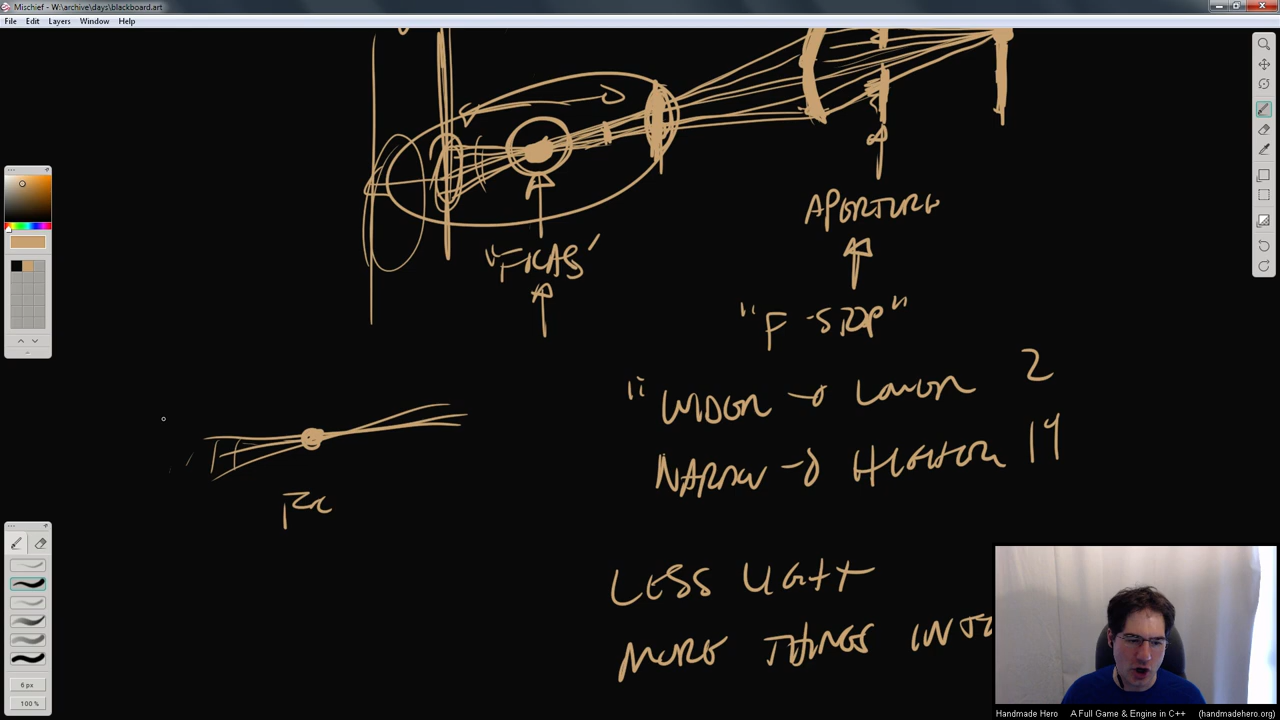 Mischief - W:\archive\days\blackboard.art
File Edit Layers Window Help
APERTURE
"FOCAS"
"F-STOP"
"WIDER → LOWER 2
NARROW → HIGHER 14
LESS LIGHT
MORE THINGS IN
6 px
100 %
Handmade Hero A Full Game & Engine in C++ (handmadehero.org)